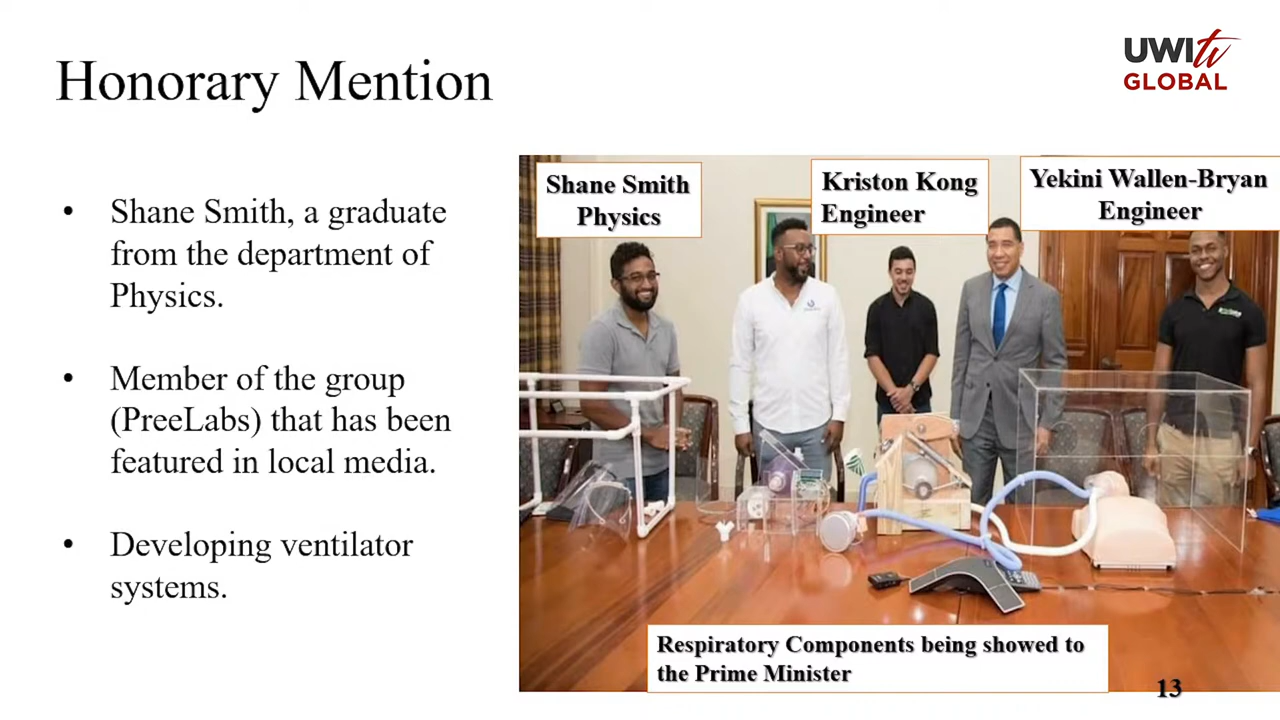 Honorary Mention
UWItv
GLOBAL
• Shane Smith, a graduate
from the department of
Physics.
• Member of the group
(PreeLabs) that has been
featured in local media.
• Developing ventilator
systems.
Shane Smith
Physics
Kriston Kong
Engineer
Yekini Wallen-Bryan
Engineer
Respiratory Components being showed to
the Prime Minister
13